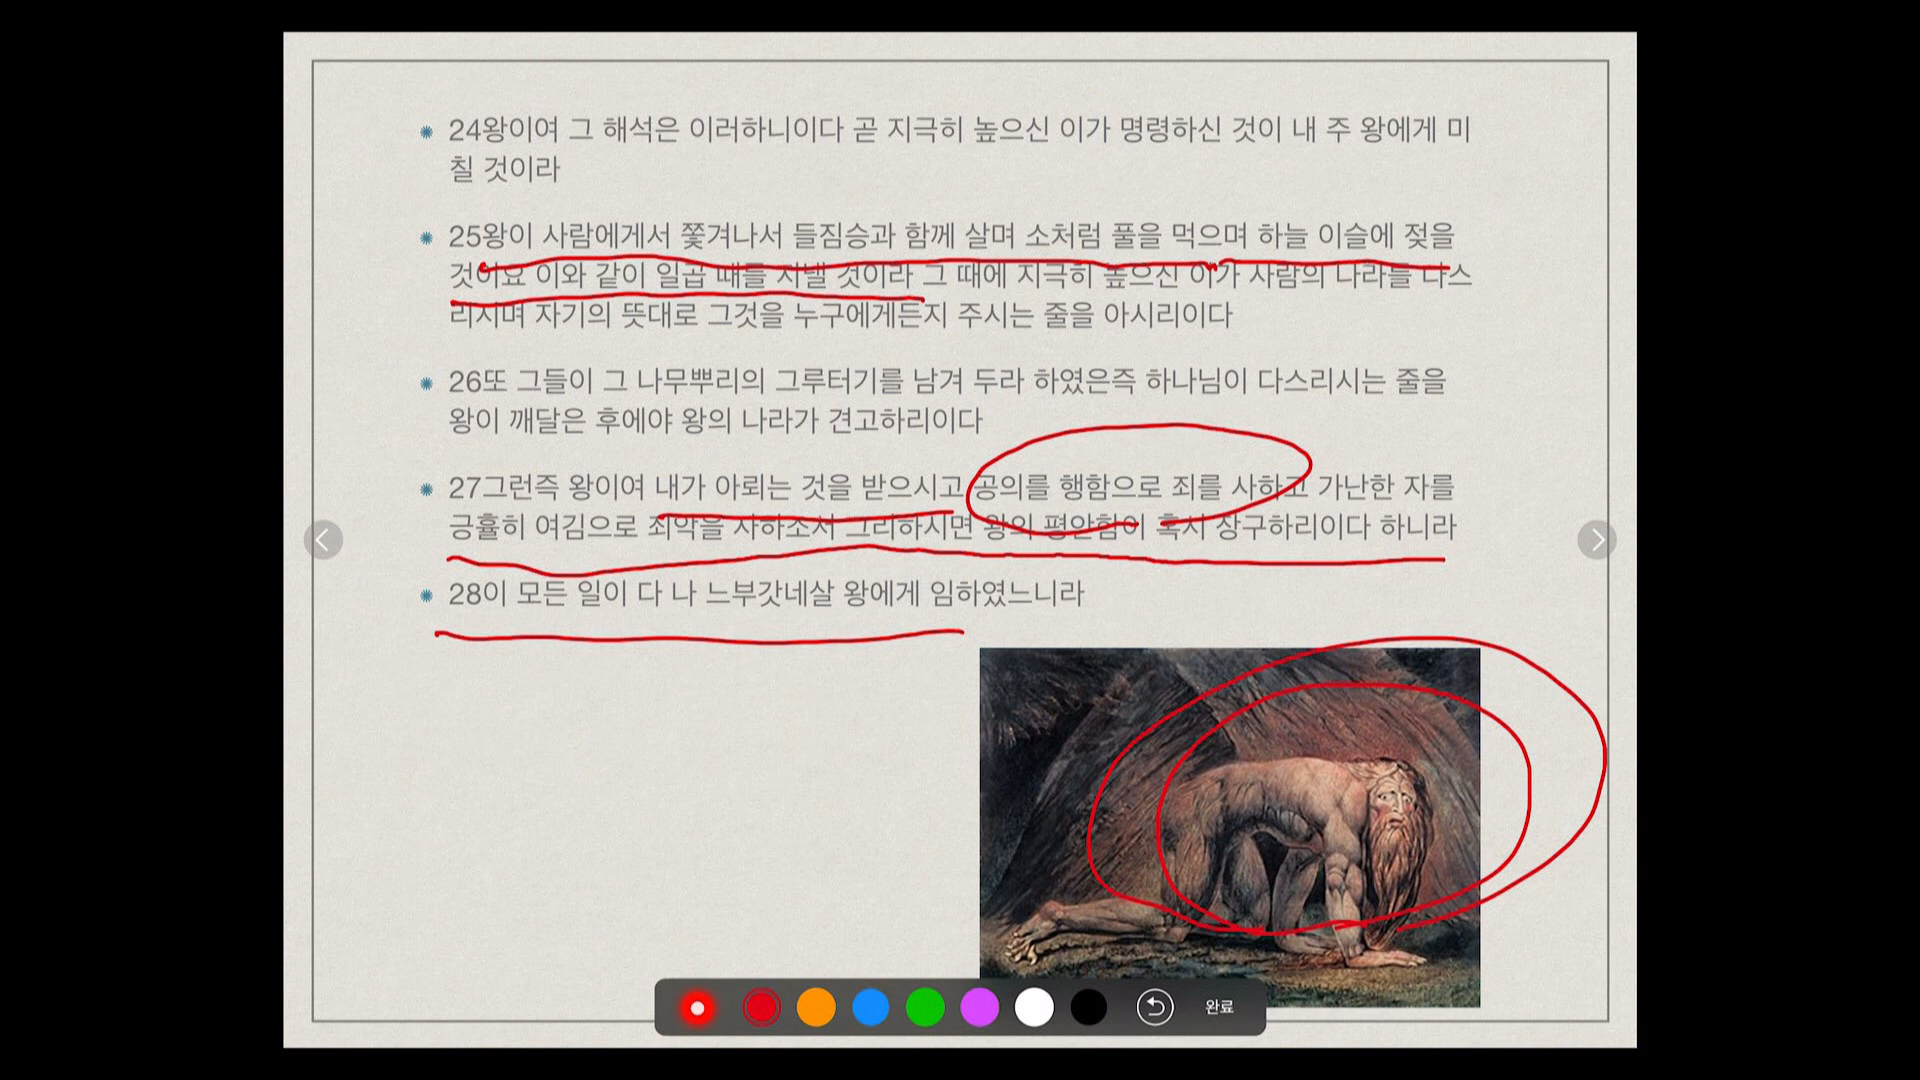 24왕이여 그 해석은 이러하니이다 곧 지극히 높으신 이가 명령하신 것이 내 주 왕에게 미
칠 것이라
25왕이 사람에게서 쫓겨나서 들짐승과 함께 살며 소처럼 풀을 먹으며 하늘 이슬에 젖을
것이요 이와 같이 일곱 때를 지낼 것이라 그 때에 지극히 높으신 이가 사람의 나라를 다스
리시며 자기의 뜻대로 그것을 누구에게든지 주시는 줄을 아시리이다
26또 그들이 그 나무뿌리의 그루터기를 남겨 두라 하였은즉 하나님이 다스리시는 줄을
왕이 깨달은 후에야 왕의 나라가 견고하리이다
27그런즉 왕이여 내가 아뢰는 것을 받으시고 공의를 행함으로 죄를 사하고 가난한 자를
긍휼히 여김으로 죄악을 사하소서 그리하시면 왕의 평안함이 혹시 장구하리이다 하니라
28이 모든 일이 다 나 느부갓네살 왕에게 임하였느니라
완료